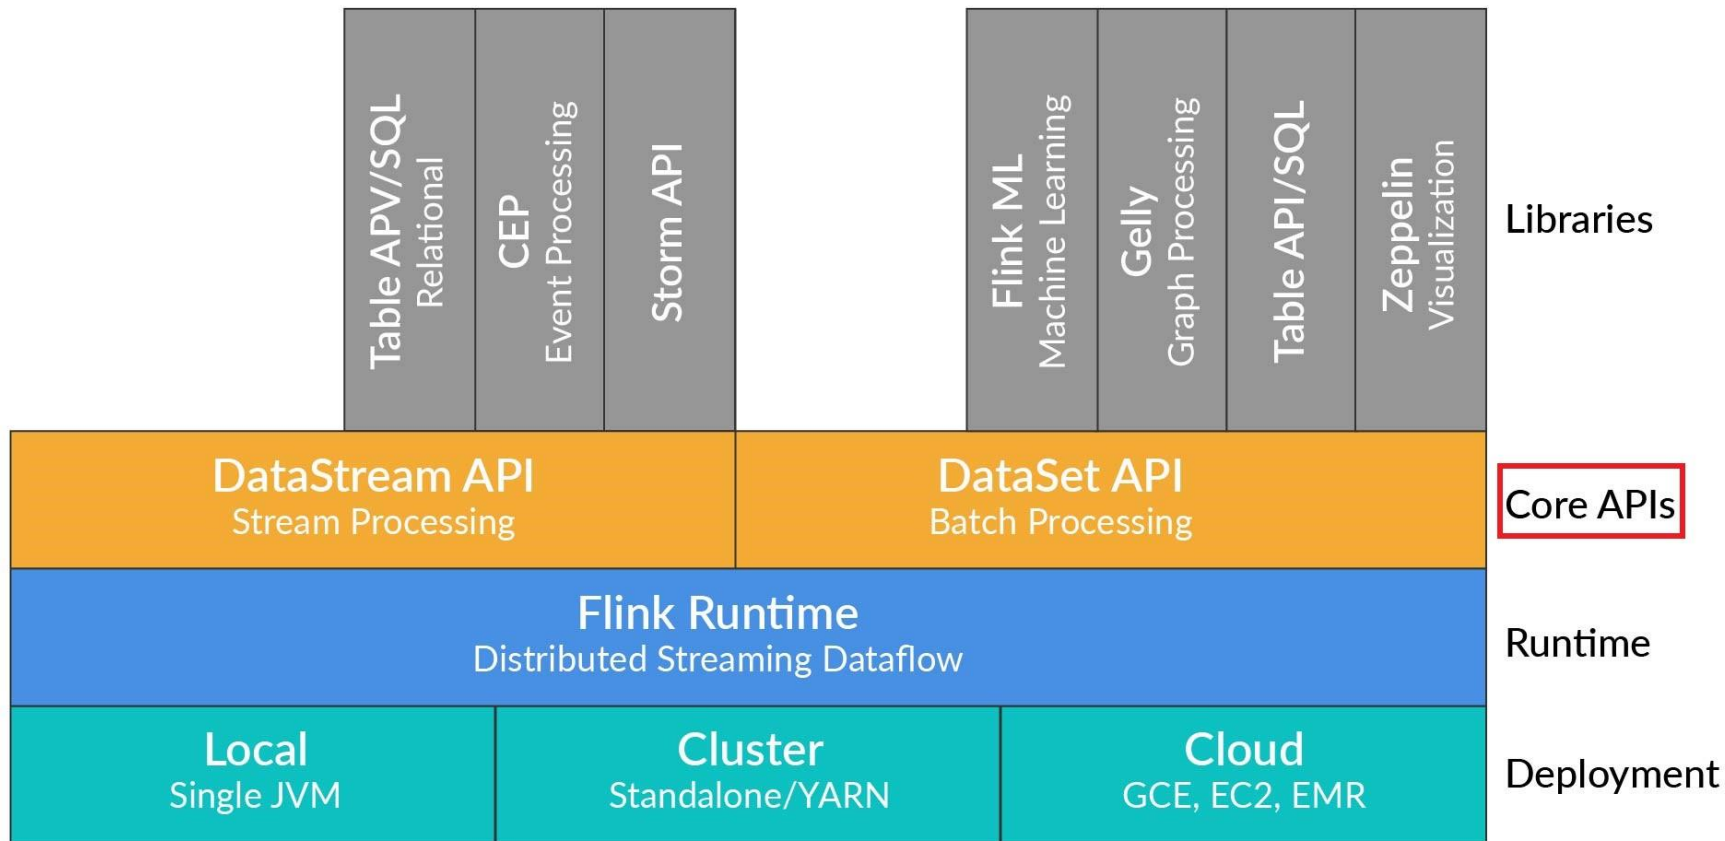 Table APV/SQL
Relational
CEP
Event Processing
Storm API
Flink ML
Machine Learning
Gelly
Graph Processing
Table API/SQL
Zeppelin
Visualization
Libraries
DataStream API
Stream Processing
DataSet API
Batch Processing
Core APIs
Flink Runtime
Distributed Streaming Dataflow
Runtime
Local
Single JVM
Cluster
Standalone/YARN
Cloud
GCE, EC2, EMR
Deployment